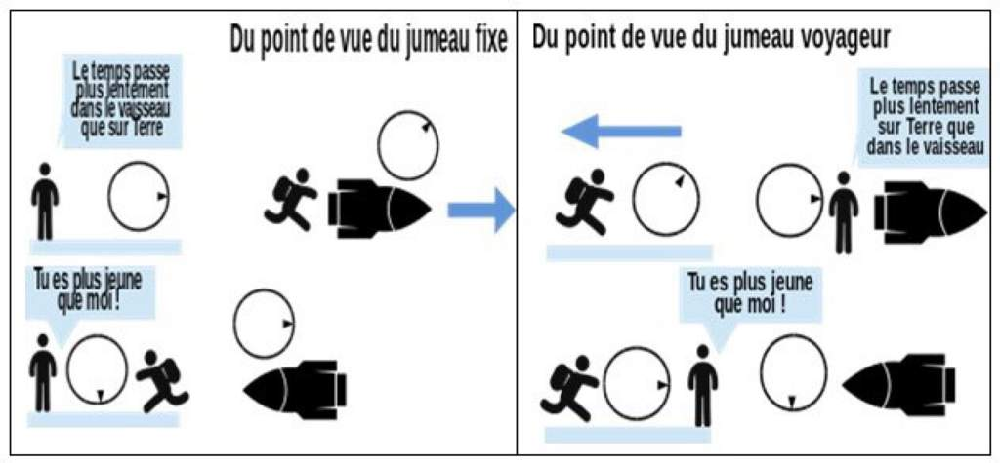 Du point de vue du jumeau fixe
Le temps passe
plus lentement
dans le vaisseau
que sur Terre
Tu es plus jeune
que moi !
Du point de vue du jumeau voyageur
Le temps passe
plus lentement
sur Terre que
dans le vaisseau
Tu es plus jeune
que moi !